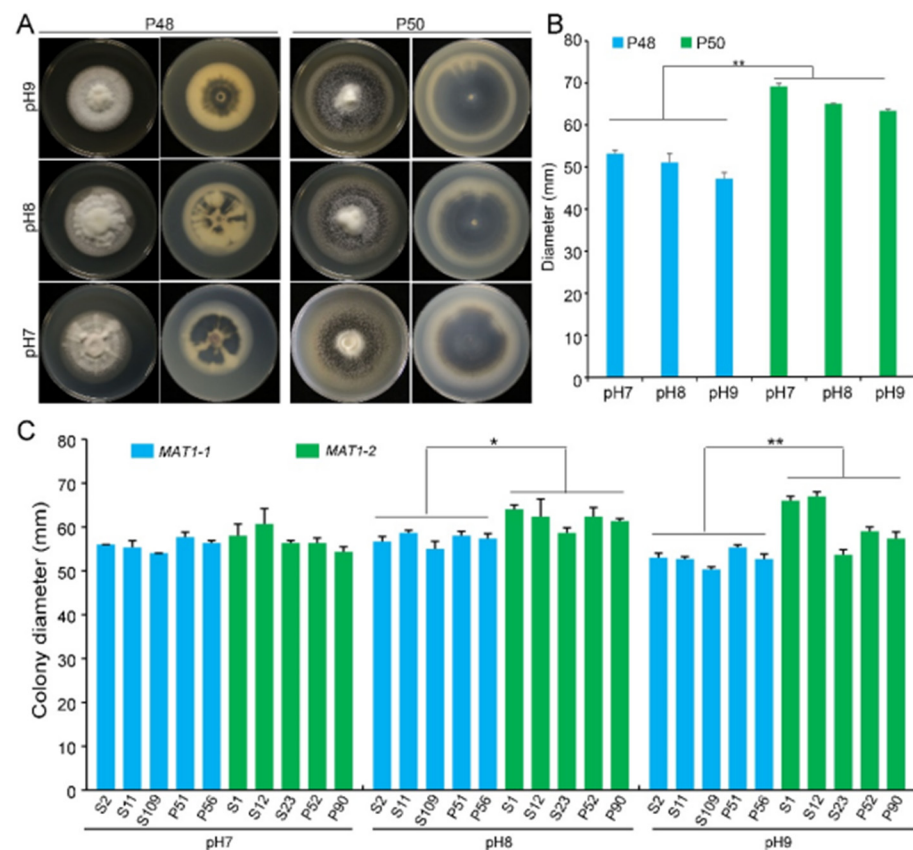 A
P48
P50
pH9
pH8
pH7
B
P48
P50
**
Diameter (mm)
80
70
60
50
40
30
20
10
0
pH7
pH8
pH9
pH7
pH8
pH9
C
MAT1-1
MAT1-2
*
**
Colony diameter (mm)
80
70
60
50
40
30
20
10
0
S2 S11 S109 P51 P56 S1 S12 S23 P52 P90
S2 S11 S109 P51 P56 S1 S12 S23 P52 P90
S2 S11 S109 P51 P56 S1 S12 S23 P52 P90
pH7
pH8
pH9